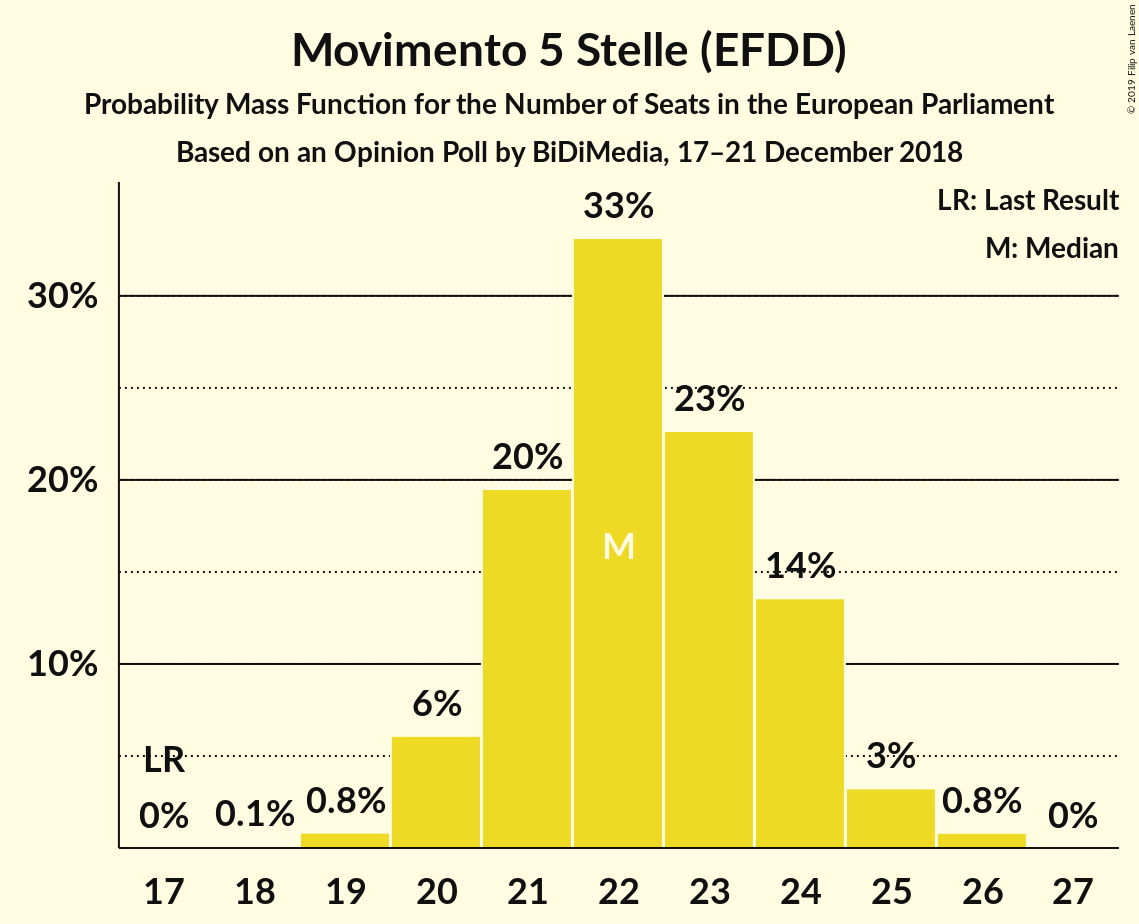 Movimento 5 Stelle (EFDD)
Probability Mass Function for the Number of Seats in the European Parliament
Based on an Opinion Poll by BiDiMedia, 17–21 December 2018
© 2019 Filip van Laenen
LR: Last Result
M: Median
30%
20%
10%
LR
0%
0.1%
0.8%
6%
20%
33%
M
23%
14%
3%
0.8%
0%
17 18 19 20 21 22 23 24 25 26 27